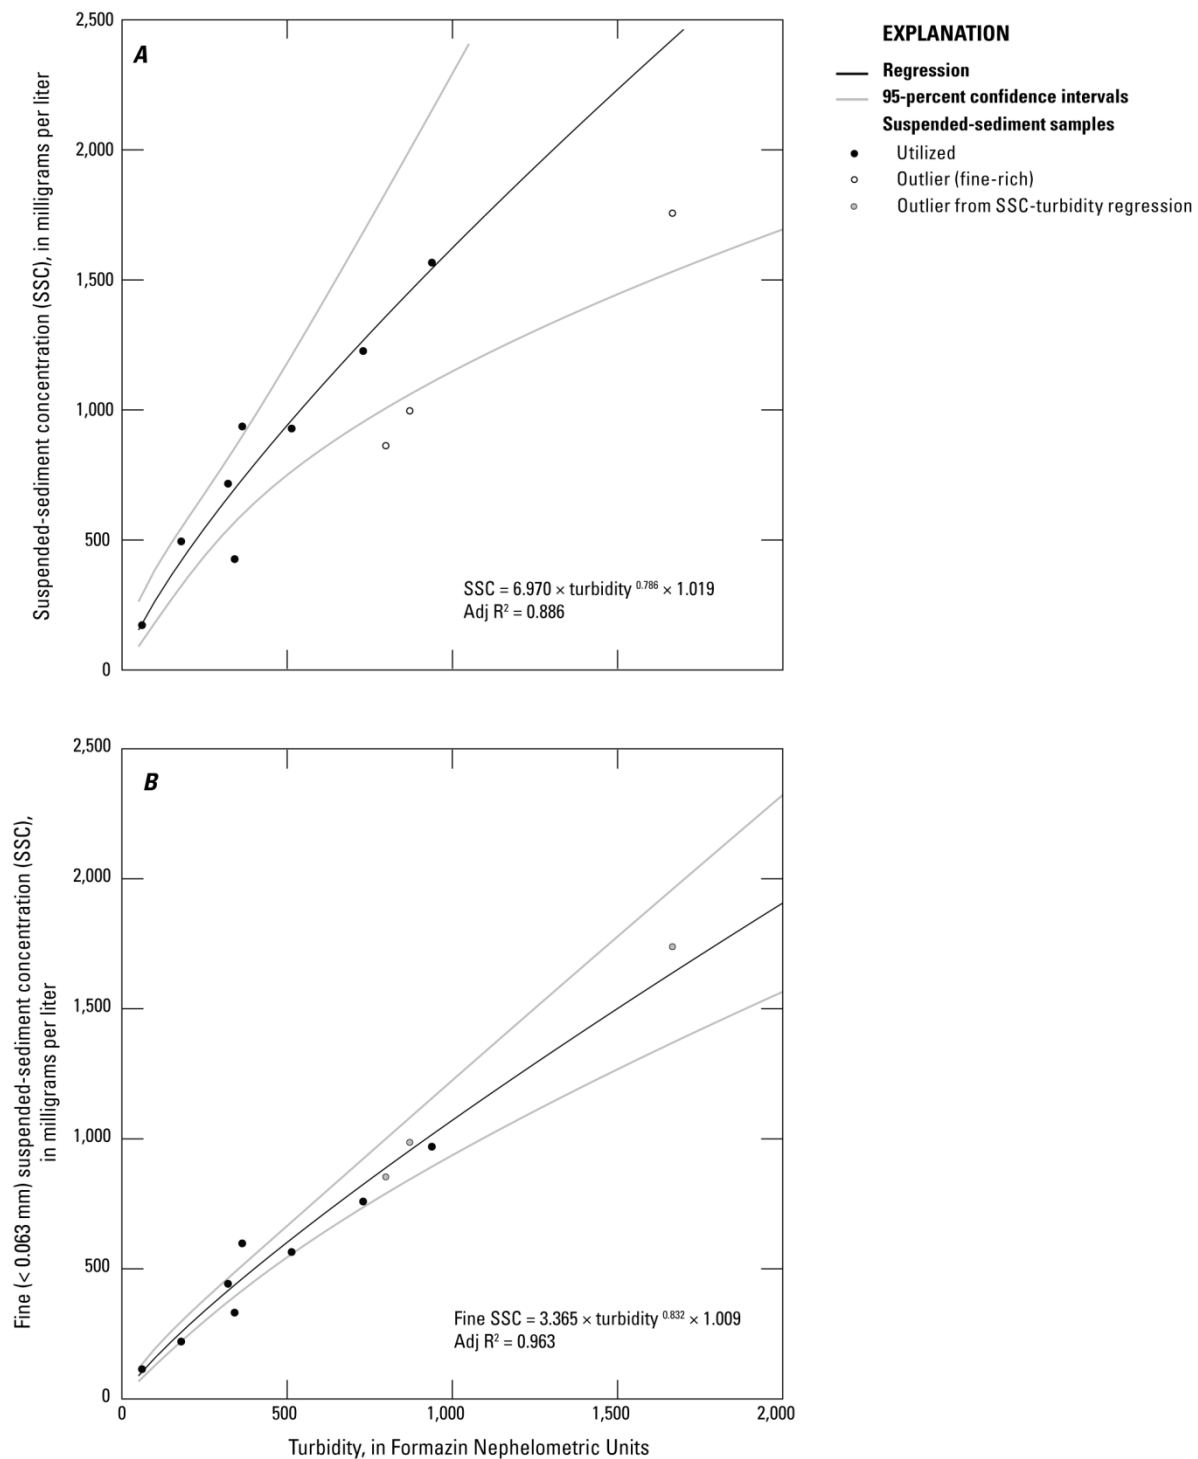 A
2,500
2,000
1,500
1,000
500
0
Suspended-sediment concentration (SSC), in milligrams per liter
SSC = 6.970 × turbidity 0.786 × 1.019
Adj R2 = 0.886
EXPLANATION
Regression
95-percent confidence intervals
Suspended-sediment samples
Utilized
Outlier (fine-rich)
Outlier from SSC-turbidity regression
B
2,500
2,000
1,500
1,000
500
0
Fine (< 0.063 mm) suspended-sediment concentration (SSC),
in milligrams per liter
Fine SSC = 3.365 × turbidity 0.832 × 1.009
Adj R2 = 0.963
0 500 1,000 1,500 2,000
Turbidity, in Formazin Nephelometric Units